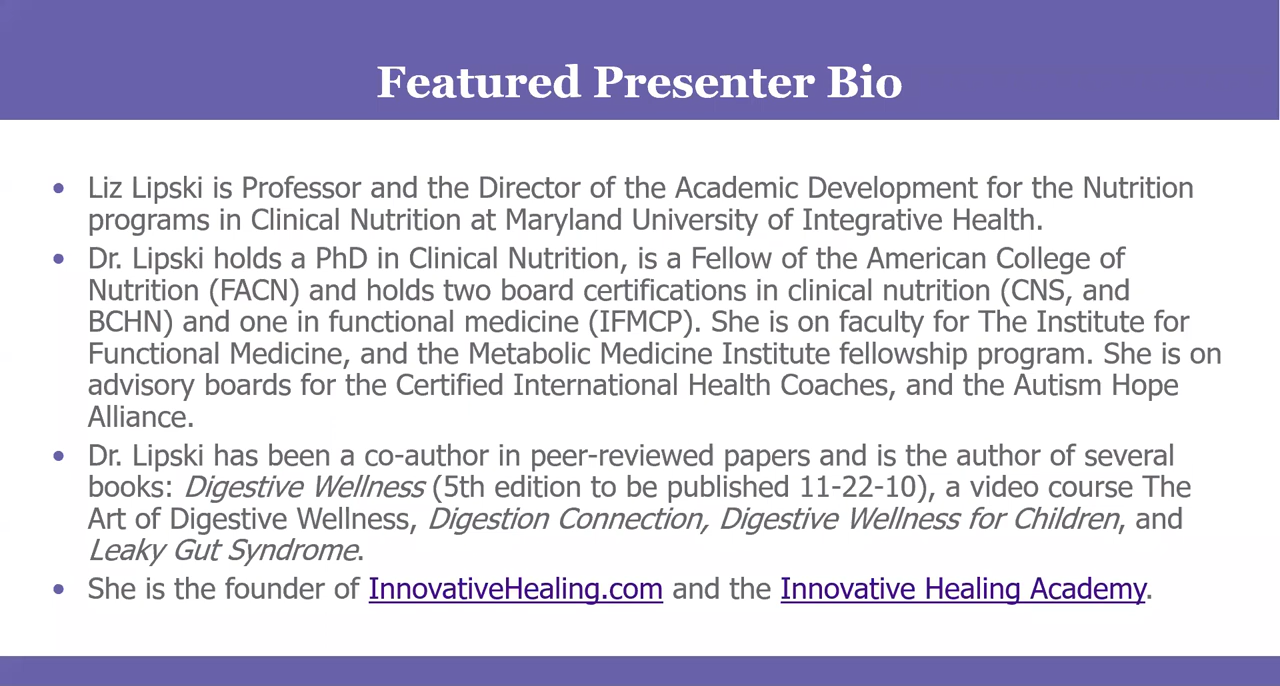 Featured Presenter Bio
• Liz Lipski is Professor and the Director of the Academic Development for the Nutrition
programs in Clinical Nutrition at Maryland University of Integrative Health.
• Dr. Lipski holds a PhD in Clinical Nutrition, is a Fellow of the American College of
Nutrition (FACN) and holds two board certifications in clinical nutrition (CNS, and
BCHN) and one in functional medicine (IFMCP). She is on faculty for The Institute for
Functional Medicine, and the Metabolic Medicine Institute fellowship program. She is on
advisory boards for the Certified International Health Coaches, and the Autism Hope
Alliance.
• Dr. Lipski has been a co-author in peer-reviewed papers and is the author of several
books: Digestive Wellness (5th edition to be published 11-22-10), a video course The
Art of Digestive Wellness, Digestion Connection, Digestive Wellness for Children, and
Leaky Gut Syndrome.
• She is the founder of InnovativeHealing.com and the Innovative Healing Academy.